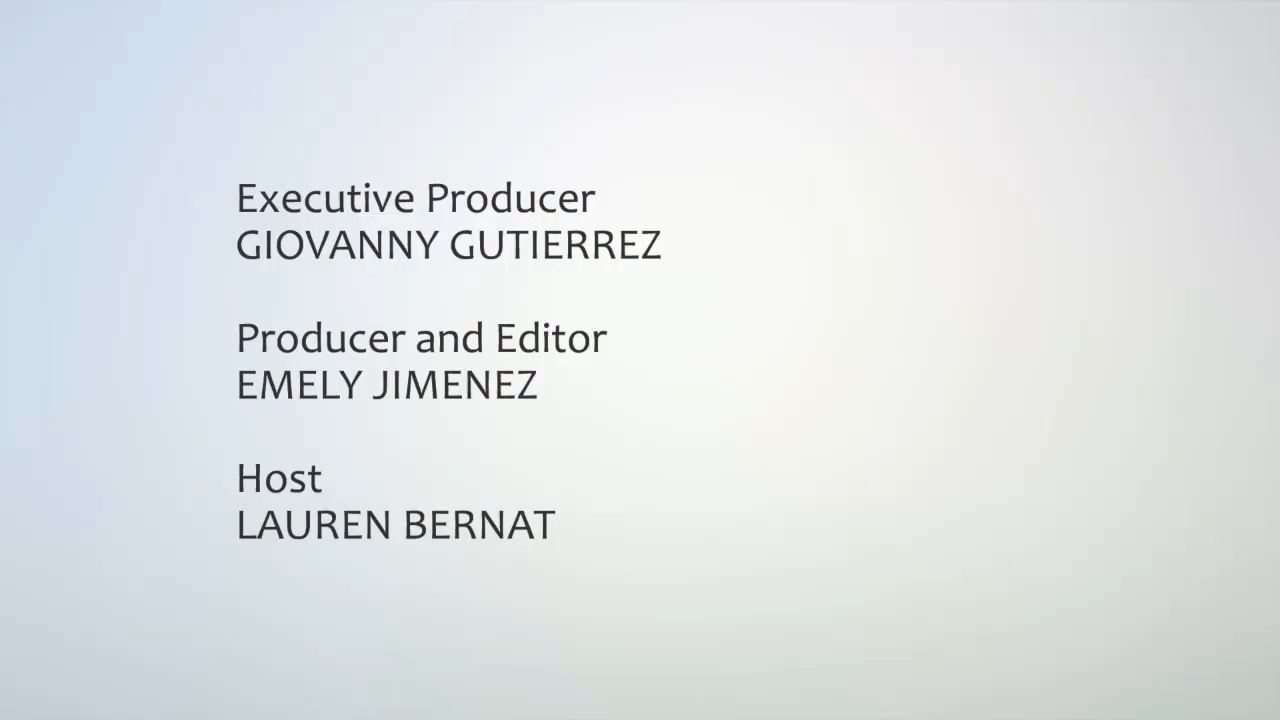 Executive Producer
GIOVANNY GUTIERREZ
Producer and Editor
EMELY JIMENEZ
Host
LAUREN BERNAT